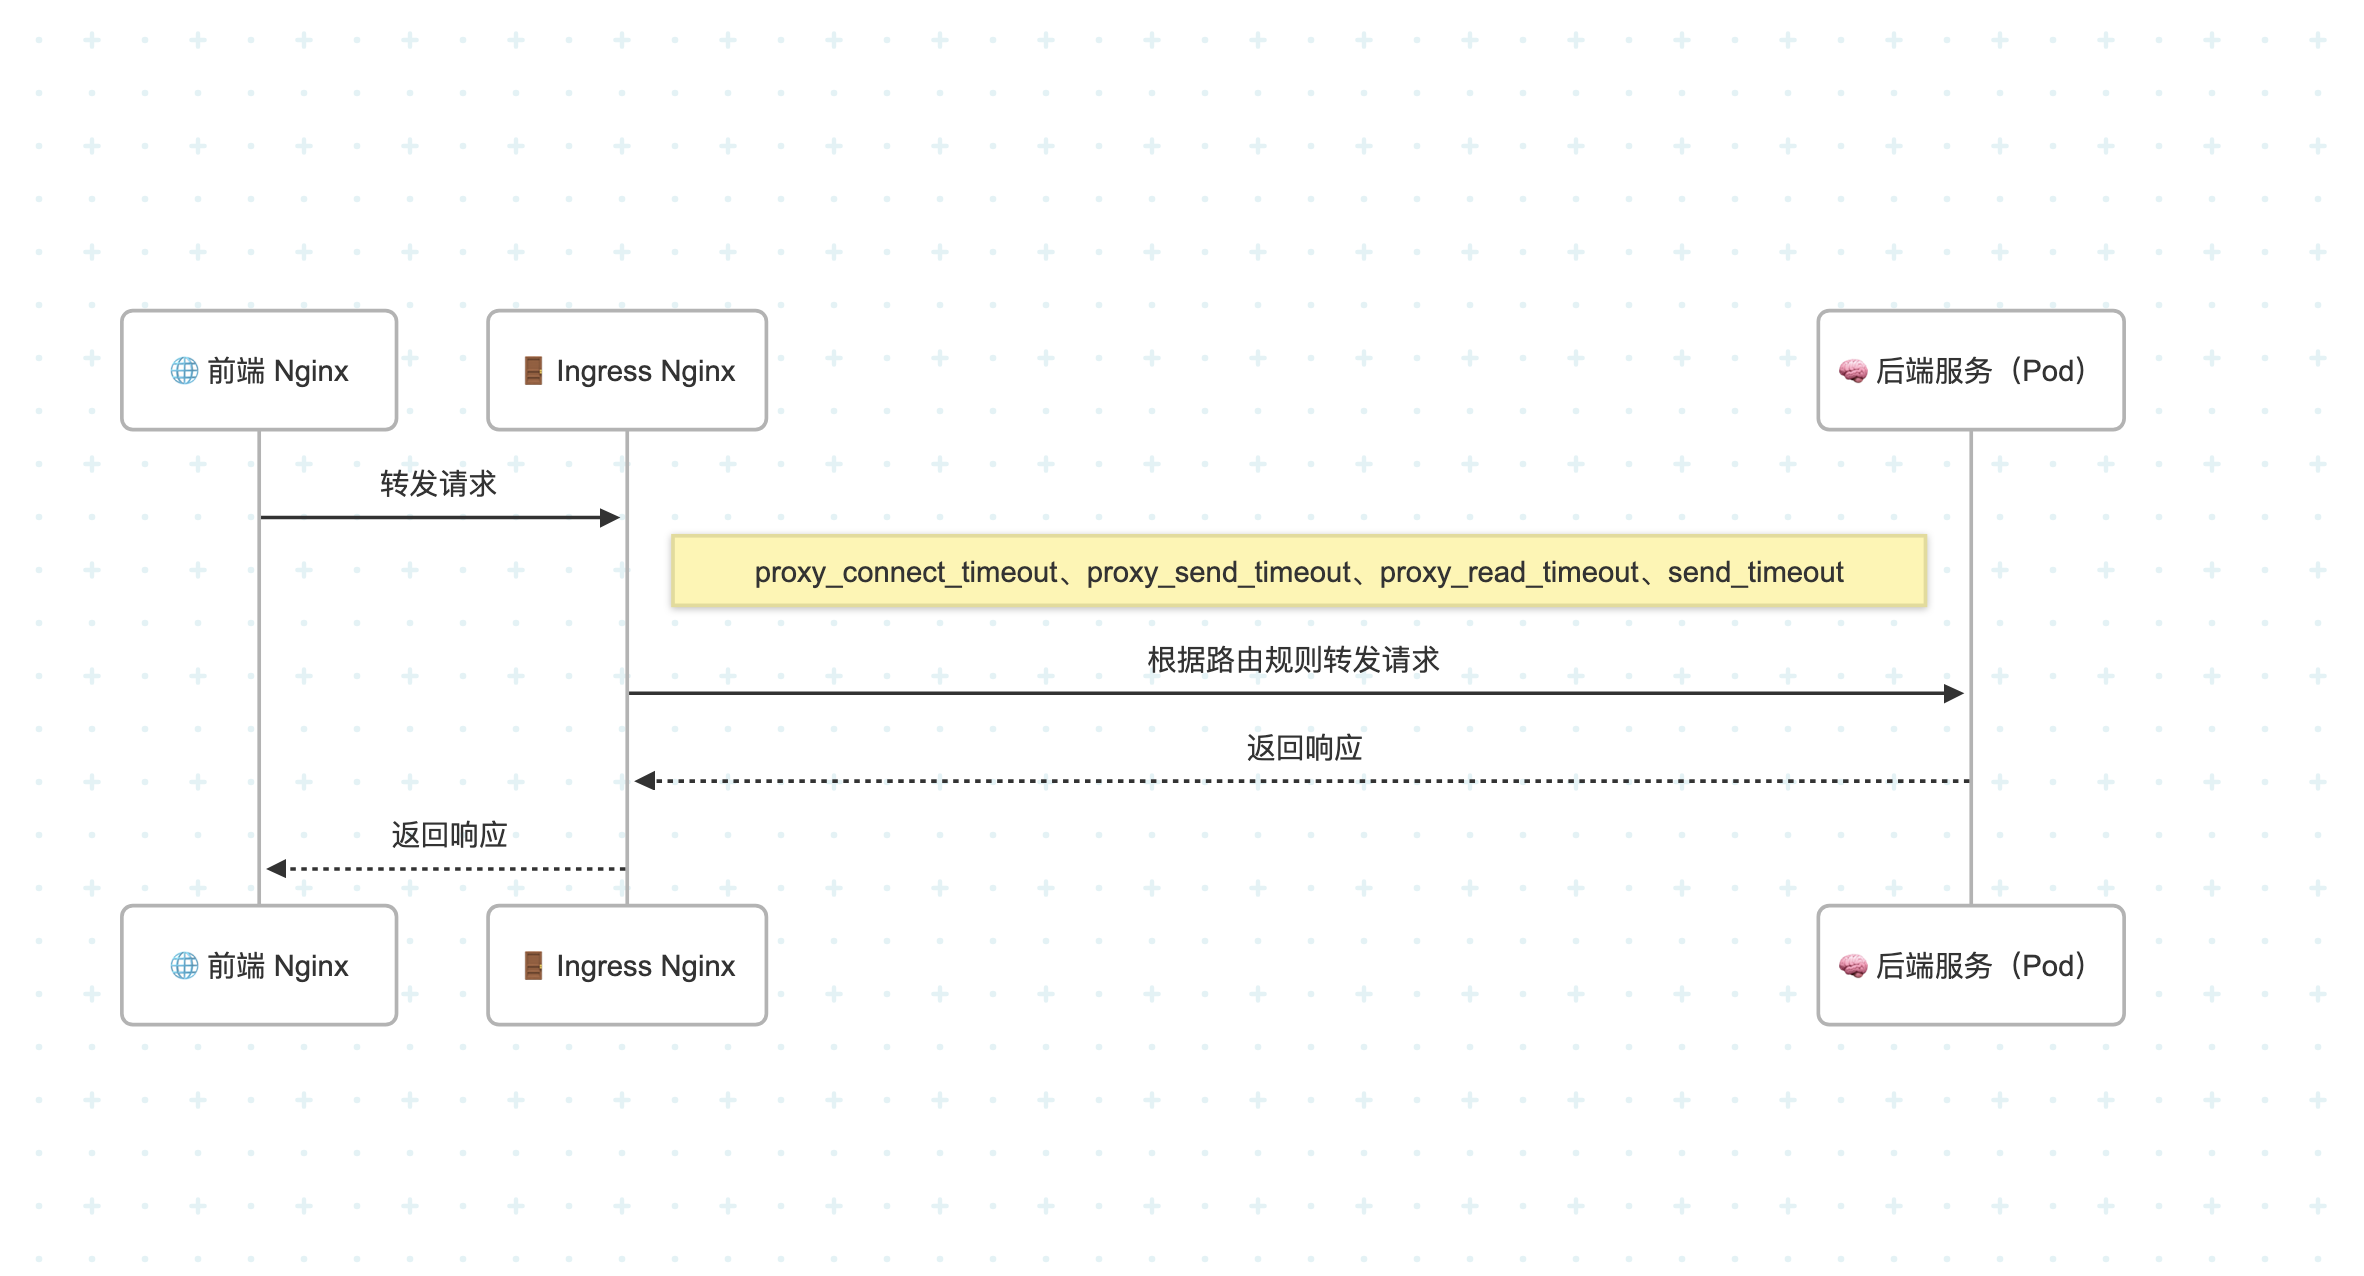 🌐 前端 Nginx
🚪 Ingress Nginx
🧠 后端服务（Pod）
转发请求
proxy_connect_timeout、proxy_send_timeout、proxy_read_timeout、send_timeout
根据路由规则转发请求
返回响应
返回响应
🌐 前端 Nginx
🚪 Ingress Nginx
🧠 后端服务（Pod）